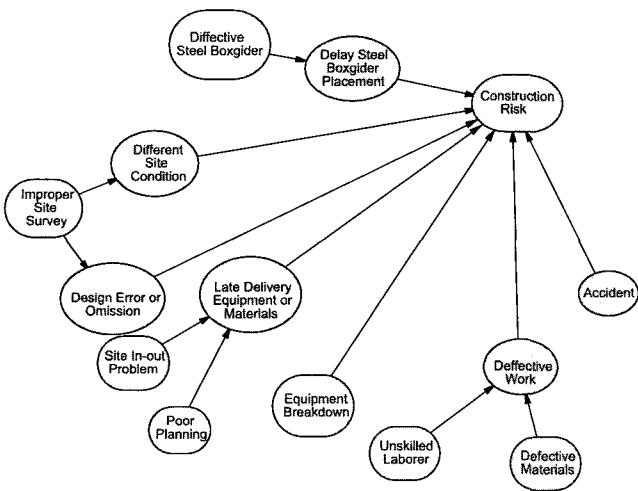 Diffective
Steel Boxgider
Delay Steel
Boxgider
Placement
Construction
Risk
Different
Site
Condition
Improper
Site
Survey
Design Error or
Omission
Late Delivery
Equipment or
Materials
Accident
Site In-out
Problem
Poor
Planning
Equipment
Breakdown
Deffective
Work
Unskilled
Laborer
Defective
Materials